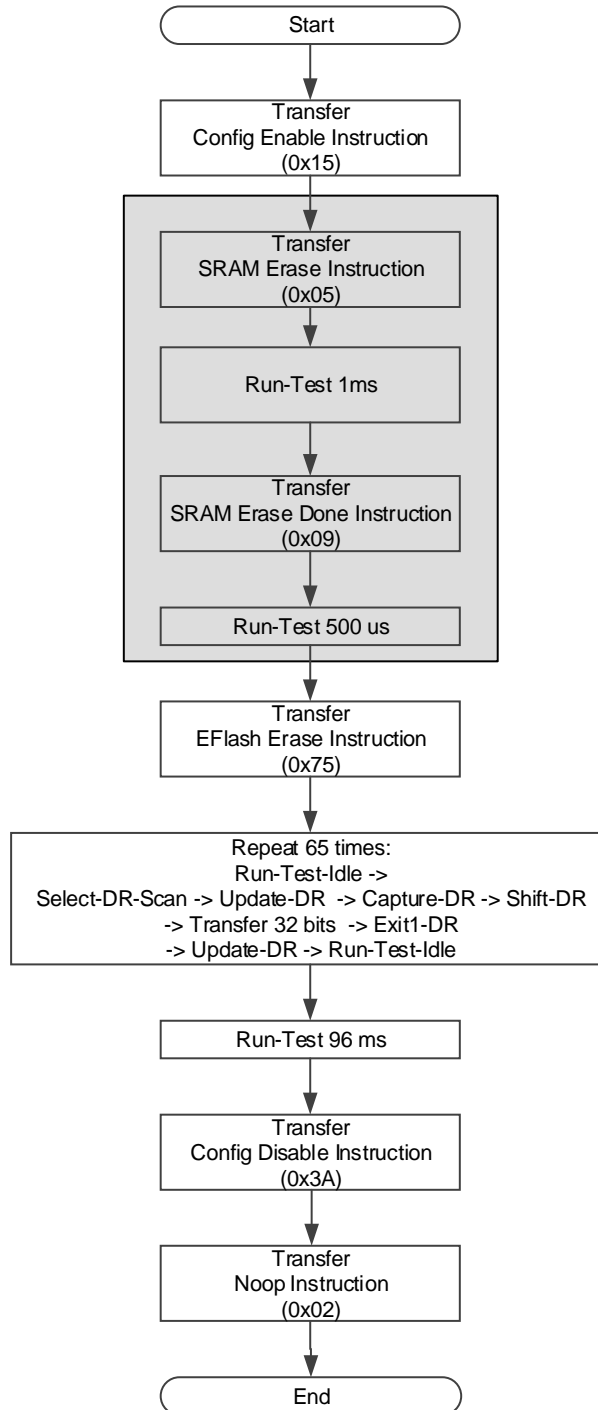 Start
Transfer
Config Enable Instruction
(0x15)
Transfer
SRAM Erase Instruction
(0x05)
Run-Test 1ms
Transfer
SRAM Erase Done Instruction
(0x09)
Run-Test 500 us
Transfer
EFlash Erase Instruction
(0x75)
Repeat 65 times:
Run-Test-Idle ->
Select-DR-Scan -> Update-DR -> Capture-DR -> Shift-DR
-> Transfer 32 bits -> Exit1-DR
-> Update-DR -> Run-Test-Idle
Run-Test 96 ms
Transfer
Config Disable Instruction
(0x3A)
Transfer
Noop Instruction
(0x02)
End